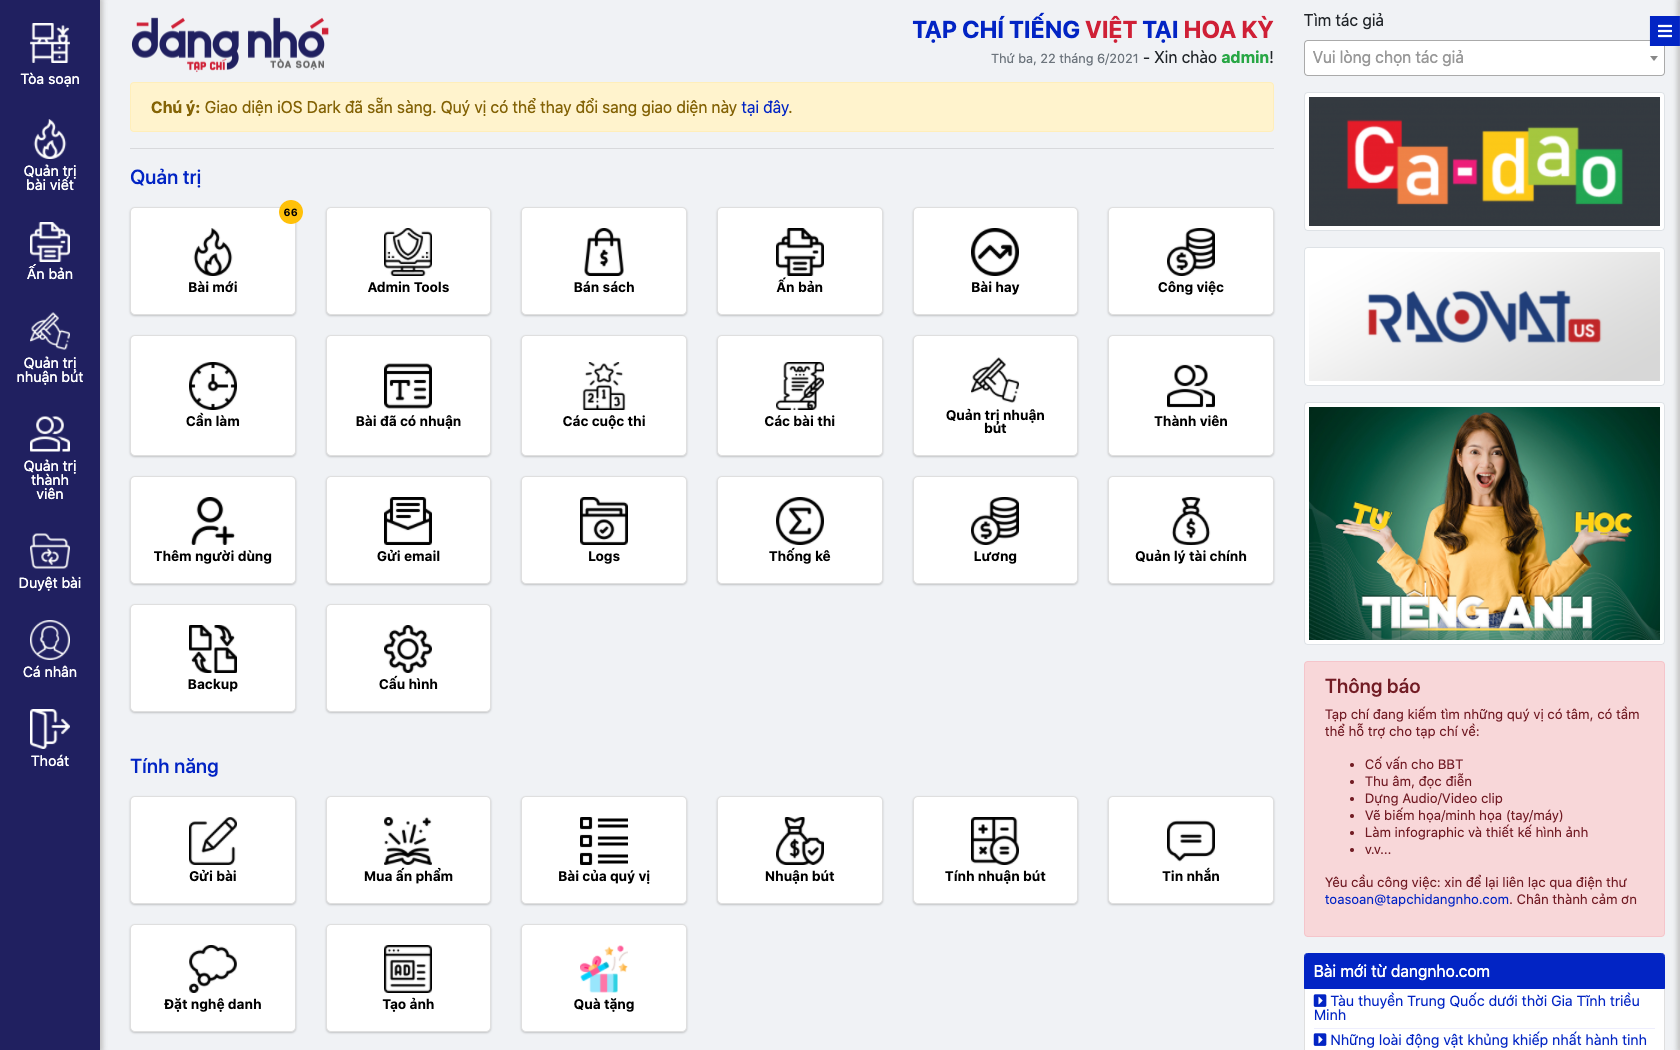 Tòa soạn
Quản trị
bài viết
Ấn bản
Quản trị
nhuận bút
Quản trị
thành
viên
Duyệt bài
Cá nhân
Thoát
dáng nhỏ
TẠP CHÍ
TÒA SOẠN
TẠP CHÍ TIẾNG VIỆT TẠI HOA KỲ
Thứ ba, 22 tháng 6/2021 - Xin chào admin!
Chú ý: Giao diện iOS Dark đã sẵn sàng. Quý vị có thể thay đổi sang giao diện này tại đây.
Quản trị
66
Bài mới
Admin Tools
Bán sách
Ấn bản
Bài hay
Công việc
Cần làm
Bài đã có nhuận
Các cuộc thi
Các bài thi
Quản trị nhuận
bút
Thành viên
Thêm người dùng
Gửi email
Logs
Thống kê
Lương
Quản lý tài chính
Backup
Cấu hình
Tính năng
Gửi bài
Mua ấn phẩm
Bài của quý vị
Nhuận bút
Tính nhuận bút
Tin nhắn
Đặt nghệ danh
AD
Tạo ảnh
Quà tặng
Tìm tác giả
Vui lòng chọn tác giả
Ca-dao
RAOVAT US
TỰ HỌC
TIẾNG ANH
Thông báo
Tạp chí đang kiếm tìm những quý vị có tâm, có tầm
thể hỗ trợ cho tạp chí về:
• Cố vấn cho BBT
• Thu âm, đọc diễn
• Dựng Audio/Video clip
• Vẽ biếm họa/minh họa (tay/máy)
• Làm infographic và thiết kế hình ảnh
• v.v...
Yêu cầu công việc: xin để lại liên lạc qua điện thư
toasoan@tapchidangnho.com. Chân thành cảm ơn
Bài mới từ dangnho.com
Tàu thuyền Trung Quốc dưới thời Gia Tĩnh triều
Minh
Những loài động vật khủng khiếp nhất hành tinh